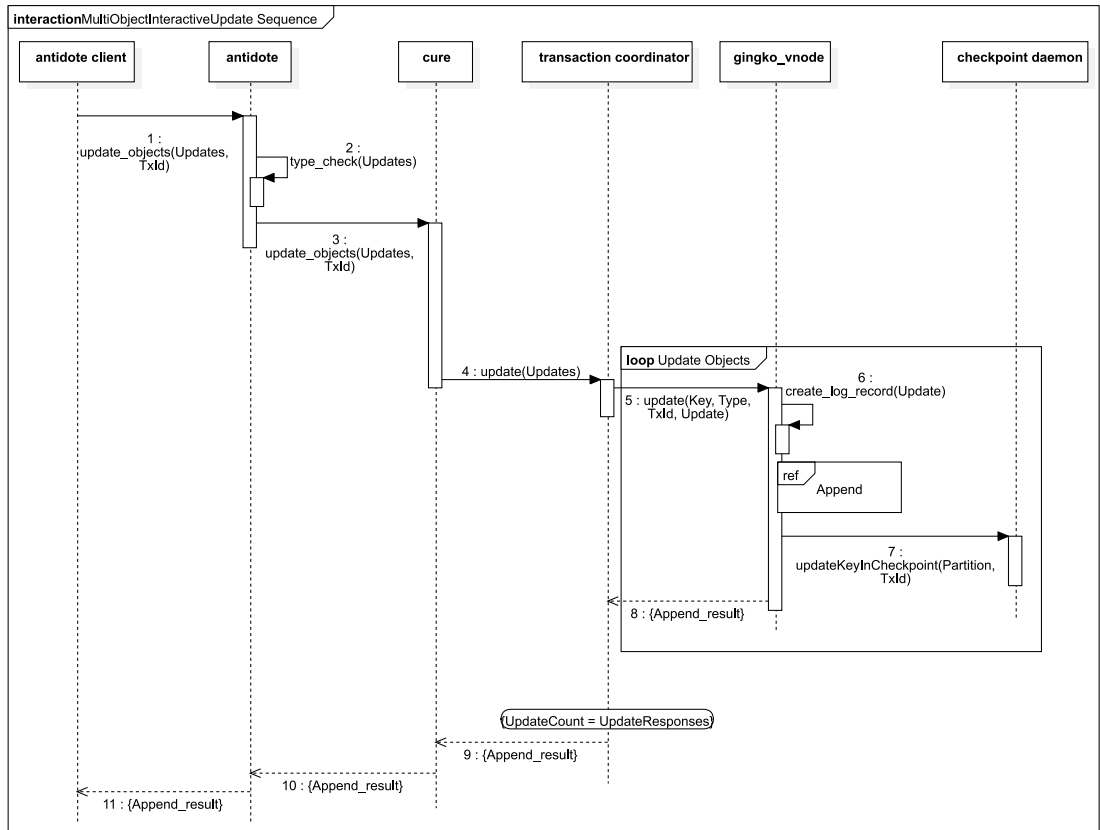 interactionMultiObjectInteractiveUpdate Sequence
antidote client
antidote
cure
transaction coordinator
gingko_vnode
checkpoint daemon
1 :
update_objects(Updates,
TxId)
2 :
type_check(Updates)
3 :
update_objects(Updates,
TxId)
loop Update Objects
4 : update(Updates)
5 : update(Key, Type,
TxId, Update)
6 :
create_log_record(Update)
ref
Append
7 :
updateKeyInCheckpoint(Partition,
TxId)
8 : {Append_result}
{UpdateCount = UpdateResponses}
9 : {Append_result}
10 : {Append_result}
11 : {Append_result}